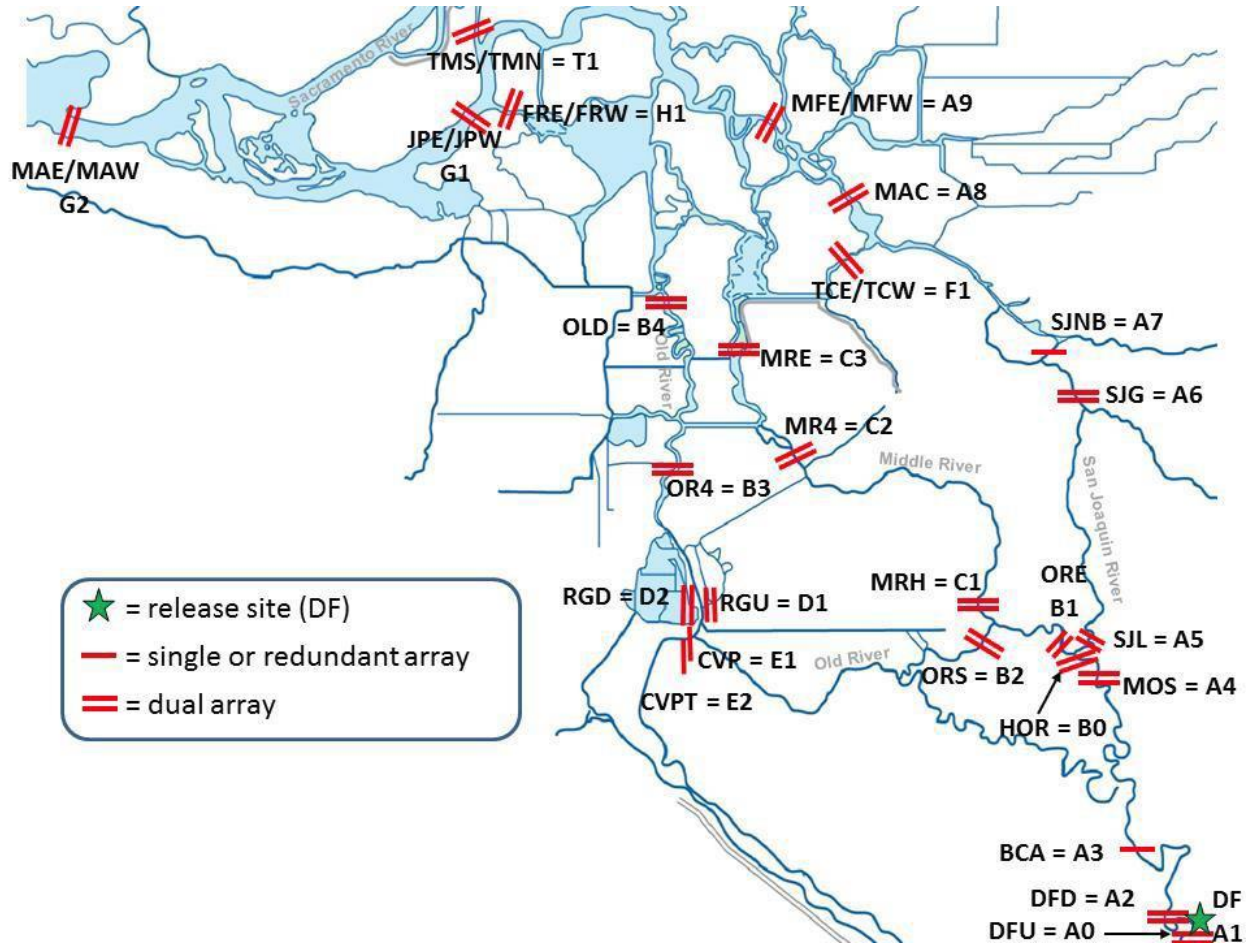 Sacramento River
TMS/TMN = T1
FRE/FRW = H1
MFE/MFW = A9
JPE/JPW
G1
MAE/MAW
G2
MAC = A8
TCE/TCW = F1
OLD = B4
Old River
SJNB = A7
MRE = C3
SJG = A6
MR4 = C2
Middle River
San Joaquin River
OR4 = B3
ORE
B1
MRH = C1
RGD = D2
RGU = D1
SJL = A5
CVP = E1
Old River
ORS = B2
MOS = A4
CVPT = E2
HOR = B0
= release site (DF)
= single or redundant array
= dual array
BCA = A3
DFD = A2
DF
DFU = A0
A1